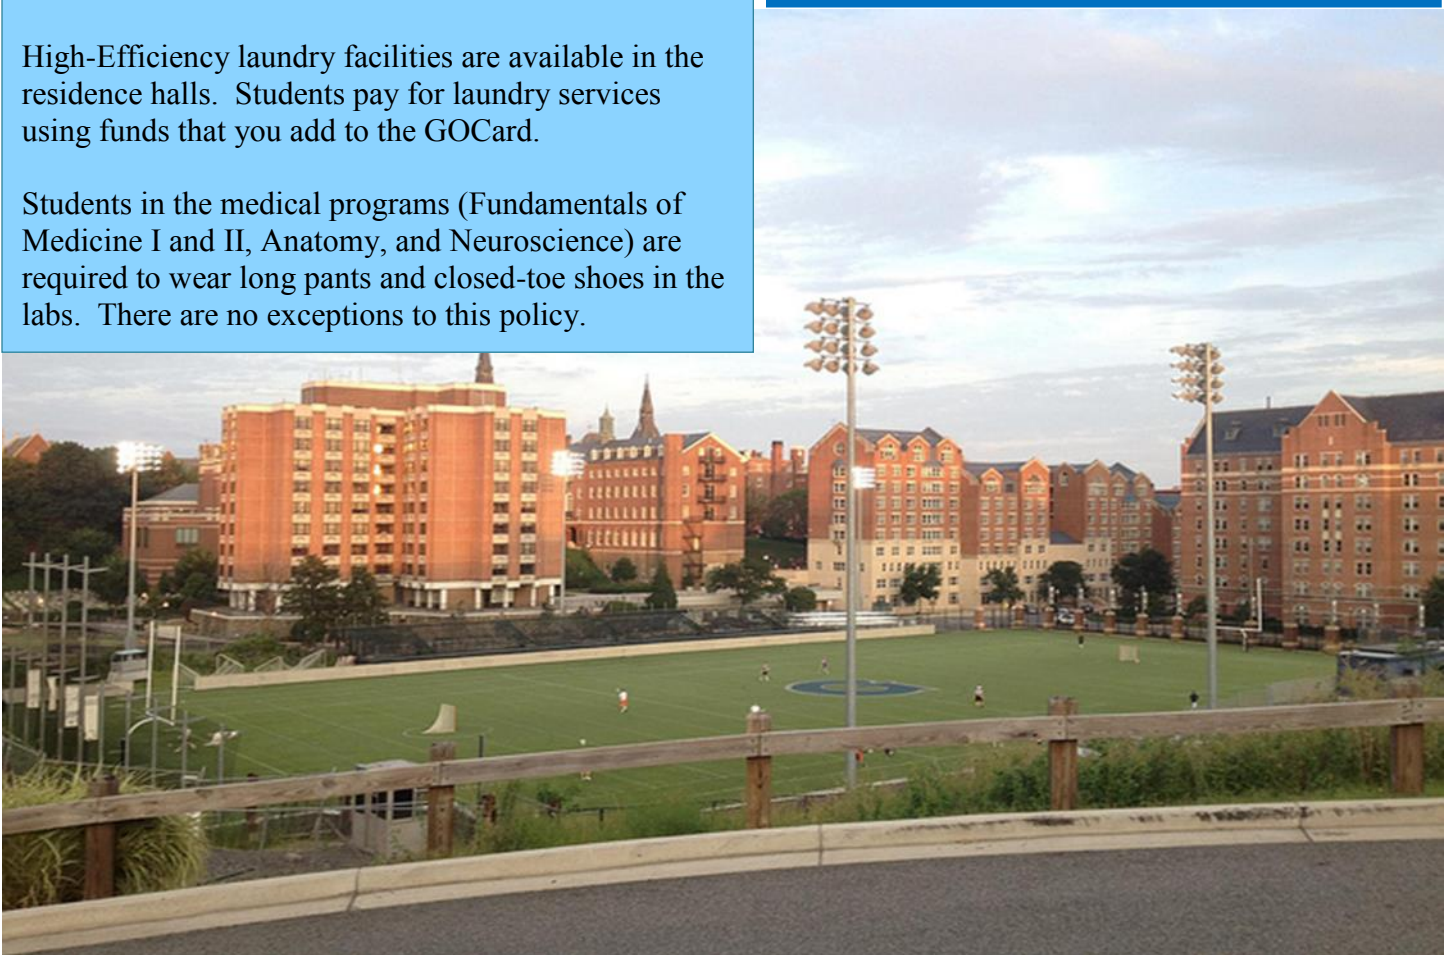 High-Efficiency laundry facilities are available in the
residence halls.  Students pay for laundry services
using funds that you add to the GOCard.
Students in the medical programs (Fundamentals of
Medicine I and II, Anatomy, and Neuroscience) are
required to wear long pants and closed-toe shoes in the
labs.  There are no exceptions to this policy.